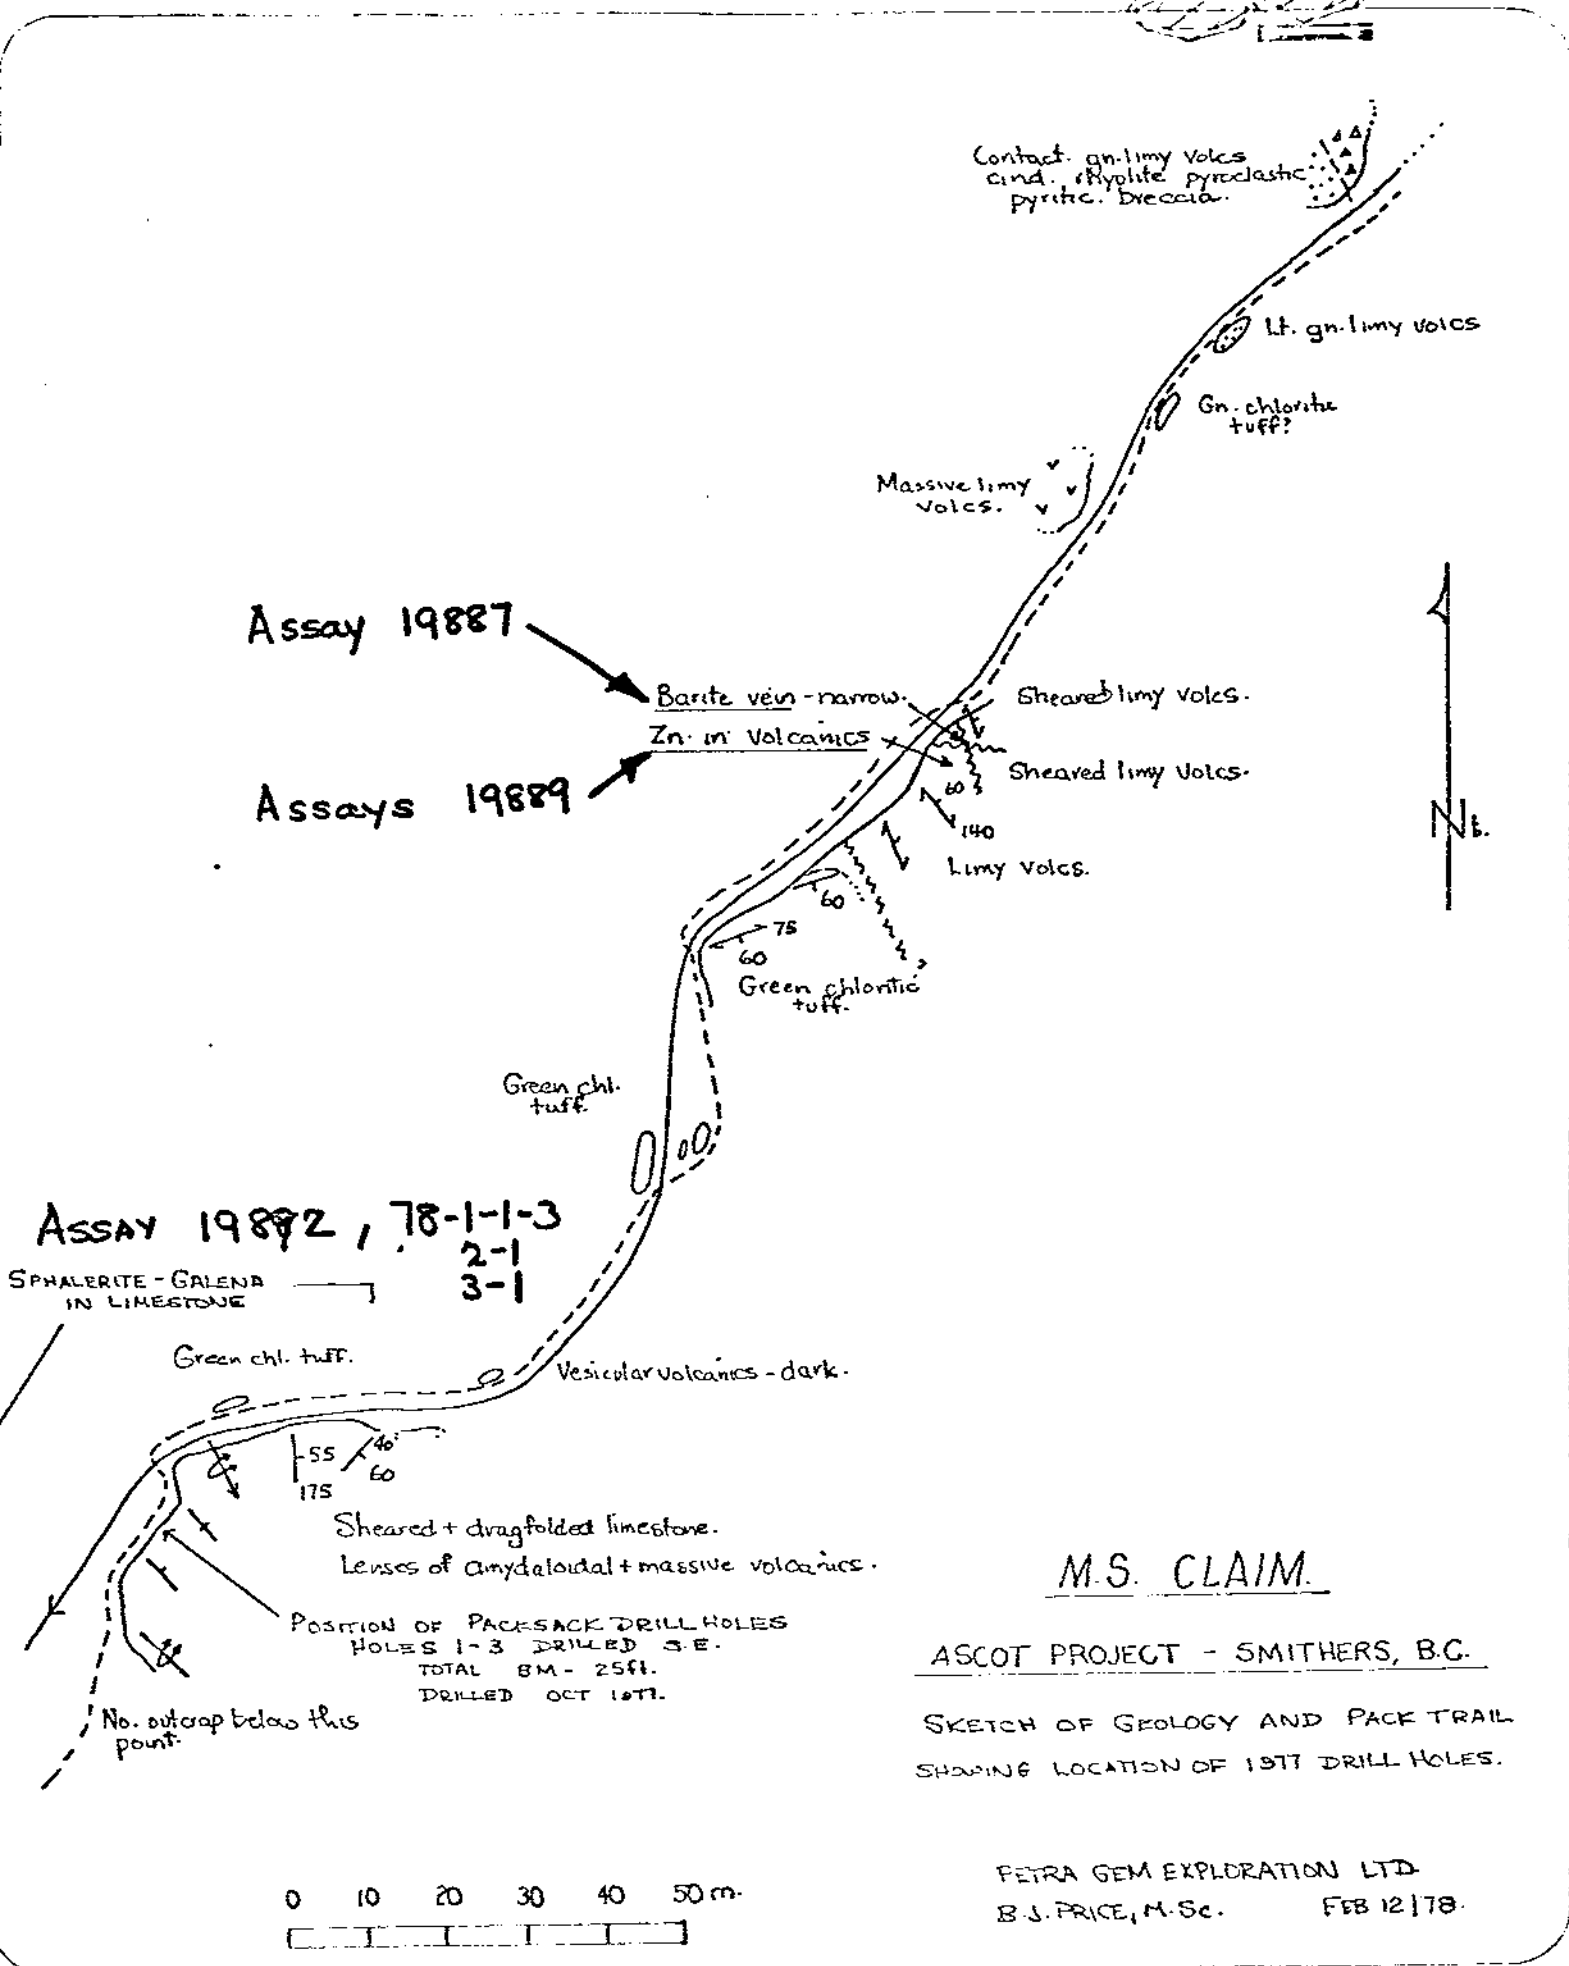 Contact. gn-limy volcs
and. rhyolite pyroclastic
pyritic. breccia.
Lt. gn-limy volcs
Gn-chlorite
tuff?
Massive limy
volcs.
Assay 19887
Barite vein - narrow.
Sheared limy volcs.
Zn. in Volcanics
Sheared limy volcs.
Assays 19889
60
140
Limy volcs.
60
75
60
Green chloritic
tuff.
Nt.
Green chl.
tuff.
ASSAY 19892, 78-1-1-3
2-1
3-1
SPHALERITE - GALENA
IN LIMESTONE
Green chl. tuff.
Vesicular volcanics - dark.
55
175
40
60
Sheared + dragfolded limestone.
Lenses of amydaloidal + massive volcanics.
POSITION OF PACKSACK DRILL HOLES
HOLES 1-3 DRILLED S.E.
TOTAL 8M - 25ft.
DRILLED OCT 1977.
No. outcrop below this
point.
M.S. CLAIM.
ASCOT PROJECT - SMITHERS, B.C.
SKETCH OF GEOLOGY AND PACK TRAIL
SHOWING LOCATION OF 1977 DRILL HOLES.
PETRA GEM EXPLORATION LTD
B.J. PRICE, M.Sc. FEB 12/78.
0 10 20 30 40 50 m.